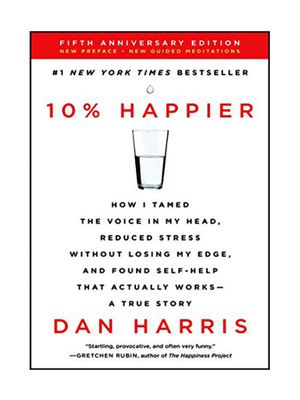 FIFTH ANNIVERSARY EDITION
NEW PREFACE • NEW GUIDED MEDITATIONS
#1 NEW YORK TIMES BESTSELLER
10% HAPPIER
HOW I TAMED
THE VOICE IN MY HEAD,
REDUCED STRESS
WITHOUT LOSING MY EDGE,
AND FOUND SELF-HELP
THAT ACTUALLY WORKS—
A TRUE STORY
DAN HARRIS
"Startling, provocative, and often very funny."
—GRETCHEN RUBIN, author of The Happiness Project